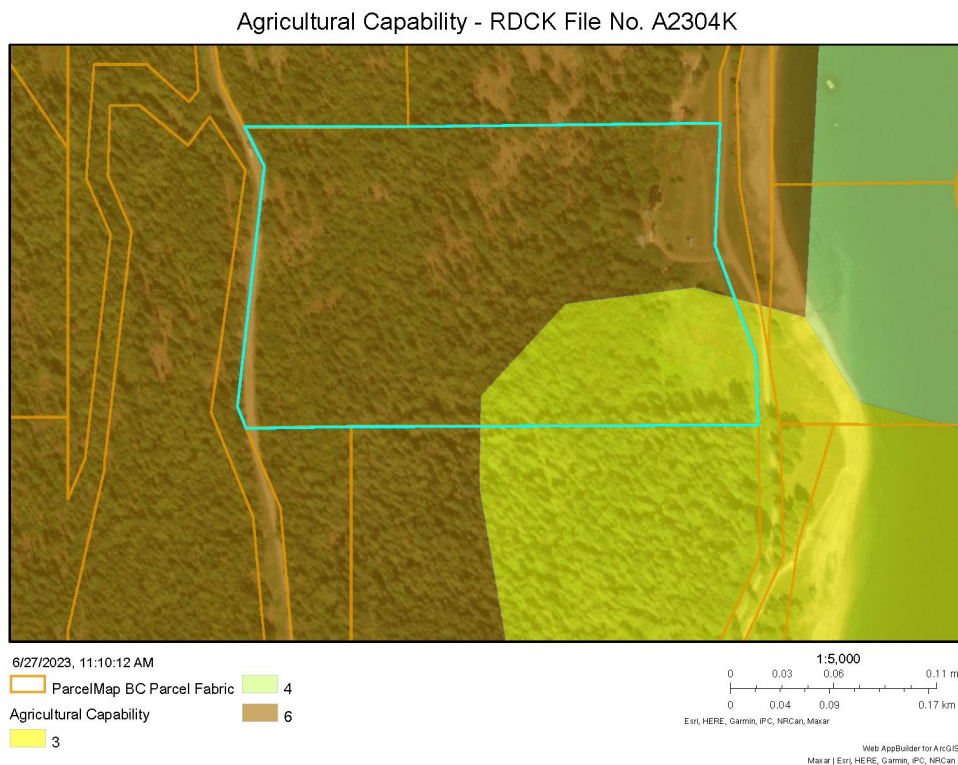 Agricultural Capability - RDCK File No. A2304K
6/27/2023, 11:10:12 AM
ParcelMap BC Parcel Fabric
Agricultural Capability
3
4
6
1:5,000
0 0.03 0.06 0.11 m
0 0.04 0.09 0.17 km
Esri, HERE, Garmin, iPC, NRCan, Maxar
Web AppBuilder for ArcGIS
Maxar | Esri, HERE, Garmin, iPC, NRCan |